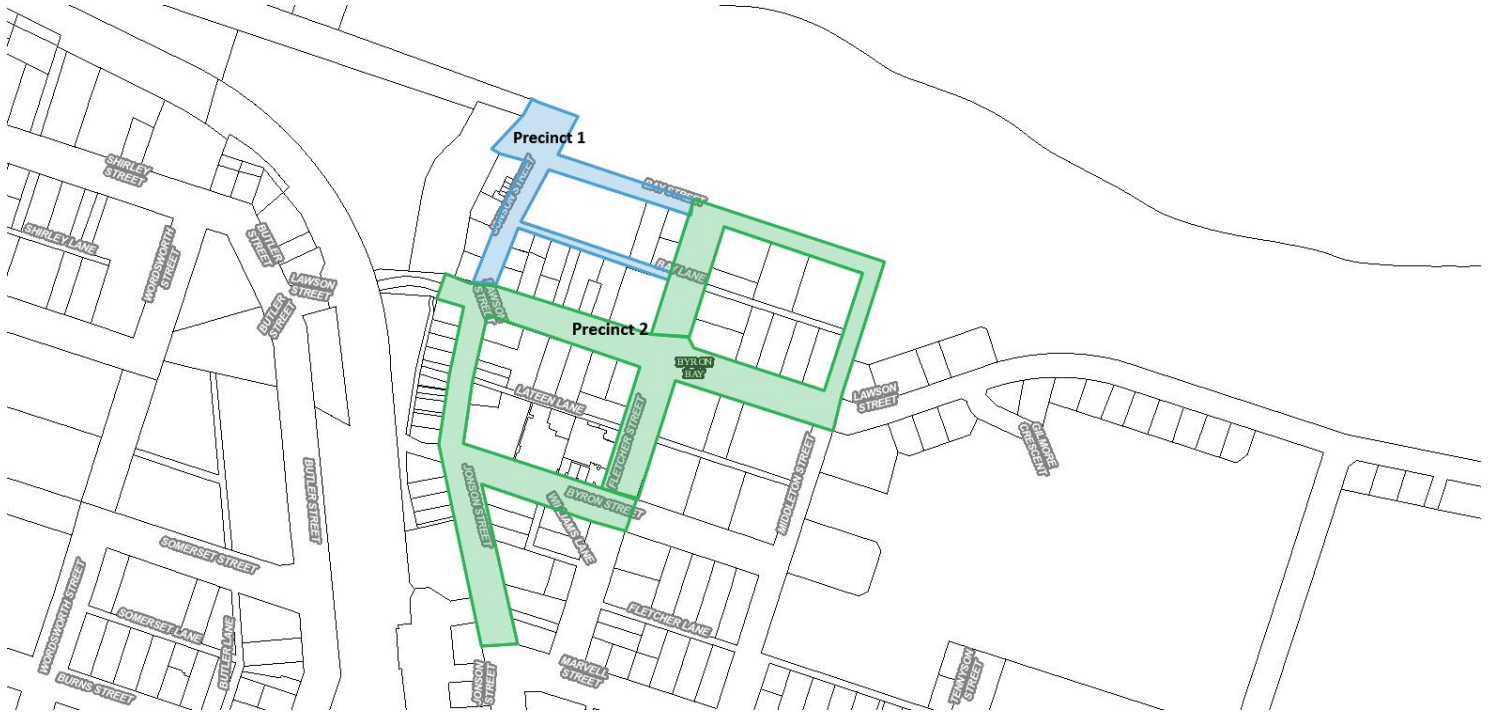 Precinct 1
SHIRLEY
STREET
JONSON STREET
BAY STREET
SHIRLEY LANE
WORDSWORTH
STREET
BUTLER
STREET
BAY LANE
LAWSON
STREET
BUTLER
STREET
LAWSON
STREET
Precinct 2
BYRON
BAY
LATEEN LANE
LAWSON
STREET
FLETCHER STREET
GILMORE
CRESCENT
MIDDLETON STREET
BUTLER STREET
JONSON STREET
BYRON STREET
WILLIAMS LANE
SOMERSET STREET
WORDSWORTH STREET
SOMERSET LANE
BUTLER LANE
FLETCHER LANE
BURNS STREET
JONSON
STREET
MARVELL
STREET
TENNYSON
STREET